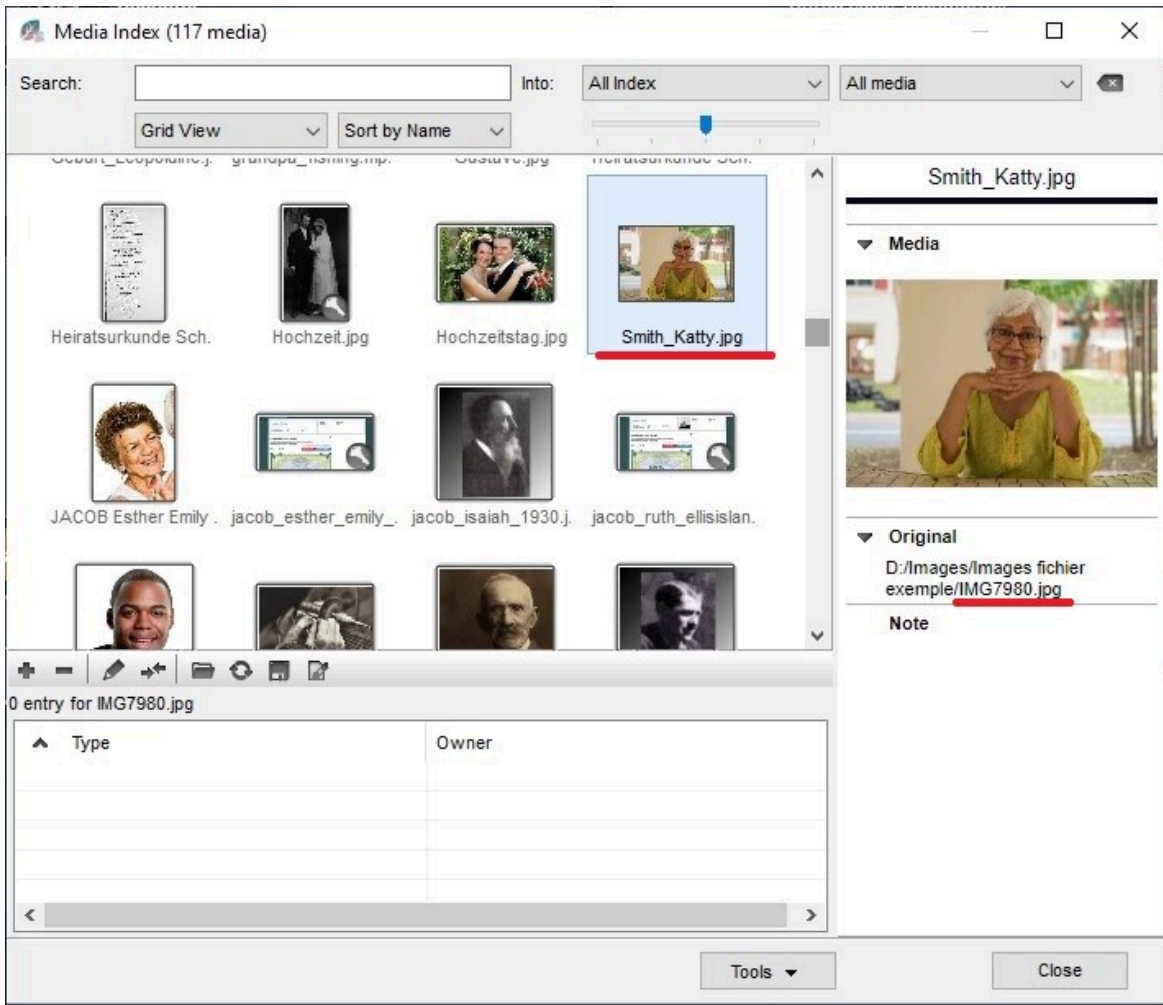 Media Index (117 media)
Search:
Into:
All Index
All media
Grid View
Sort by Name
Smith_Katty.jpg
Media
Heiratsurkunde Sch.
Hochzeit.jpg
Hochzeitstag.jpg
Smith_Katty.jpg
JACOB Esther Emily .
jacob_esther_emily_.
jacob_isaiah_1930.j.
jacob_ruth_ellisislan.
Original
D:/Images/Images fichier
exemple/IMG7980.jpg
Note
0 entry for IMG7980.jpg
Type
Owner
Tools
Close